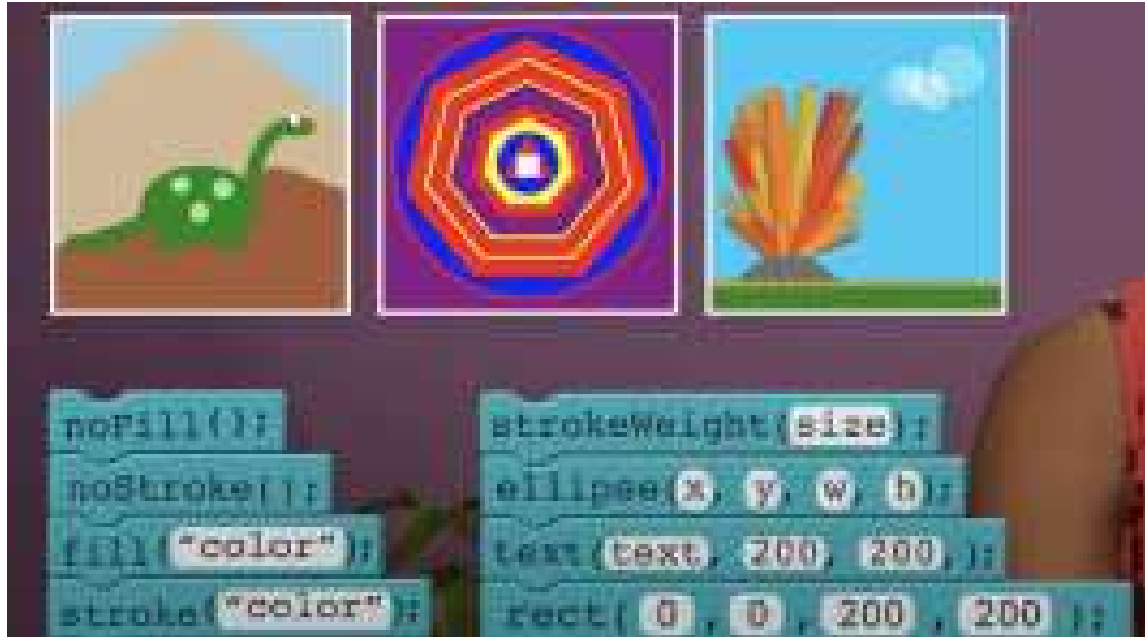 noFill();
noStroke();
fill("color");
stroke("color");
strokeWeight(size);
ellipse(x, y, w, h);
text(text, 200, 200,);
rect( 0 , 0 , 200 , 200 );